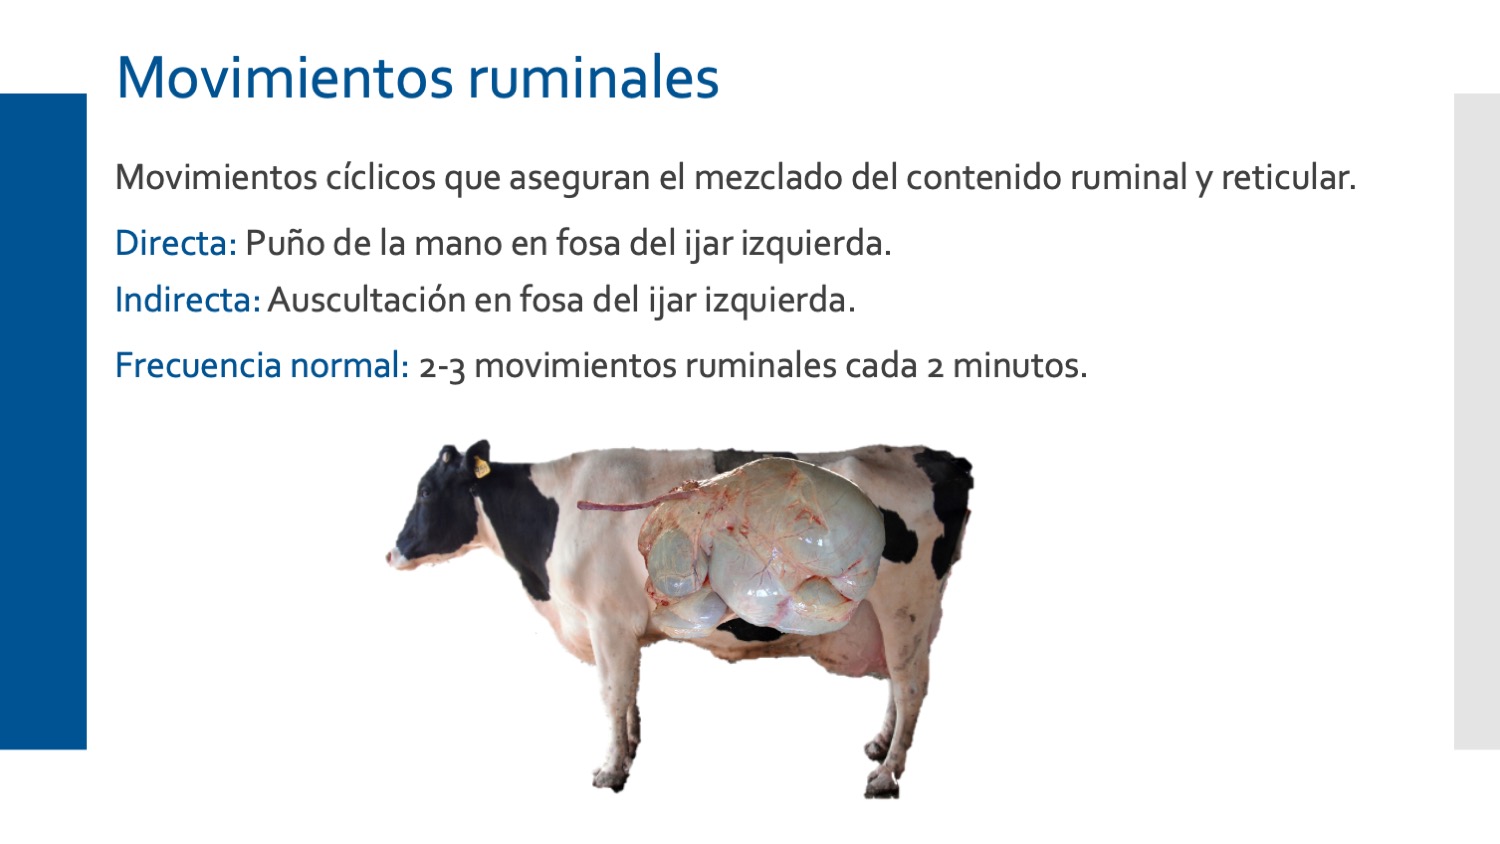 Movimientos ruminales
Movimientos cíclicos que aseguran el mezclado del contenido ruminal y reticular.
Directa: Puño de la mano en fosa del ijar izquierda.
Indirecta: Auscultación en fosa del ijar izquierda.
Frecuencia normal: 2-3 movimientos ruminales cada 2 minutos.